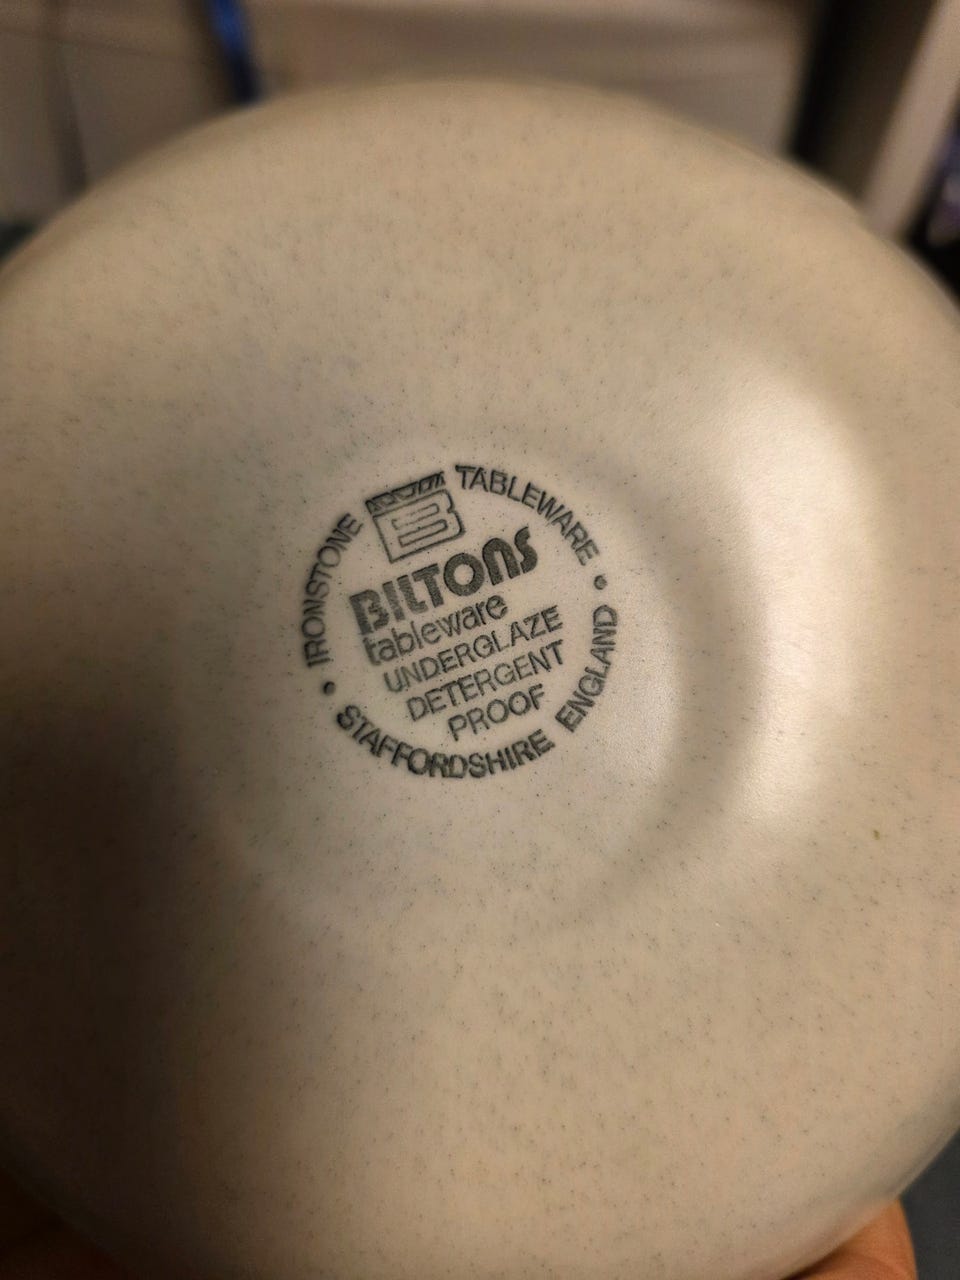 IRONSTONE TABLEWARE
B
BILTONS
tableware
UNDERGLAZE
DETERGENT
PROOF
STAFFORDSHIRE ENGLAND